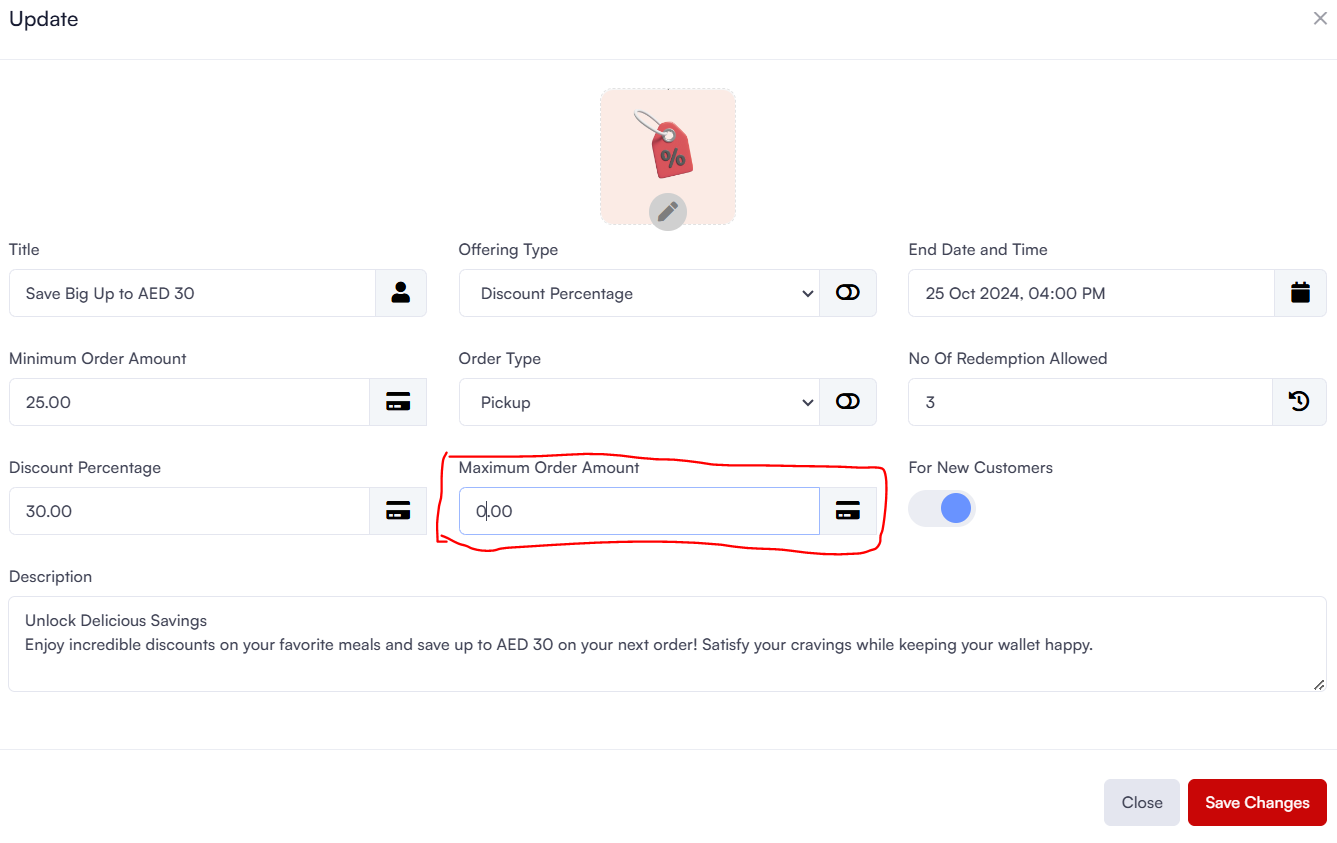 Update
%
Title
Offering Type
End Date and Time
Save Big Up to AED 30
Discount Percentage
25 Oct 2024, 04:00 PM
Minimum Order Amount
Order Type
No Of Redemption Allowed
25.00
Pickup
3
Discount Percentage
Maximum Order Amount
For New Customers
30.00
0.00
Description
Unlock Delicious Savings
Enjoy incredible discounts on your favorite meals and save up to AED 30 on your next order! Satisfy your cravings while keeping your wallet happy.
Close
Save Changes